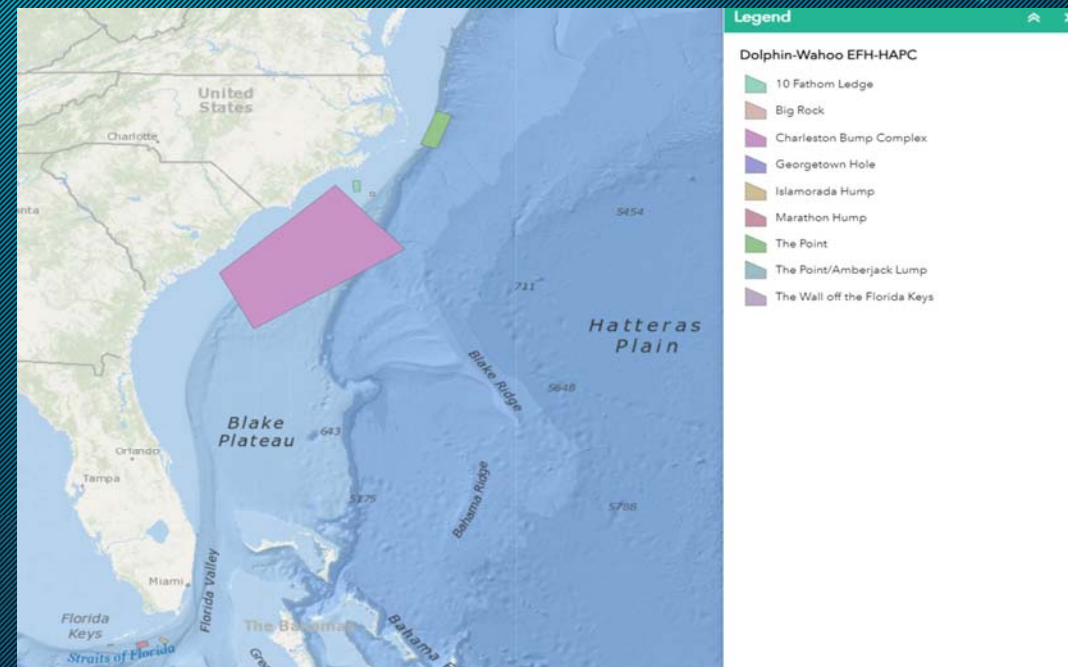 United
States
Charlotte
nta
5454
711
Hatteras
Plain
Blake Ridge
5648
Blake
Plateau
643
Orlando
Tampa
5175
Bahama Ridge
5788
Miami
Florida Valley
Florida
Keys
The Bahamas
Straits of Florida
Bahama
Legend
Dolphin-Wahoo EFH-HAPC
10 Fathom Ledge
Big Rock
Charleston Bump Complex
Georgetown Hole
Islamorada Hump
Marathon Hump
The Point
The Point/Amberjack Lump
The Wall off the Florida Keys